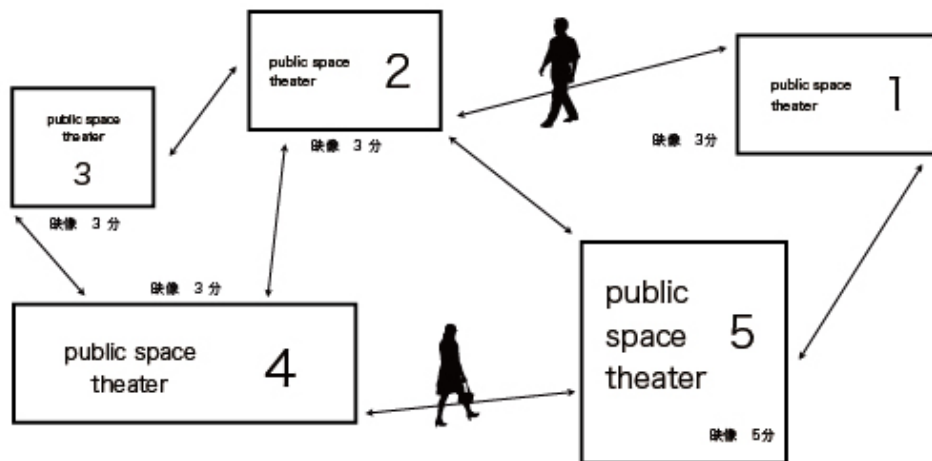 public space
theater
2
映像 3 分
public space
theater
1
映像 3分
public space
theater
3
映像 3 分
映像 3 分
public space
theater
4
public
space
theater
5
映像 5分